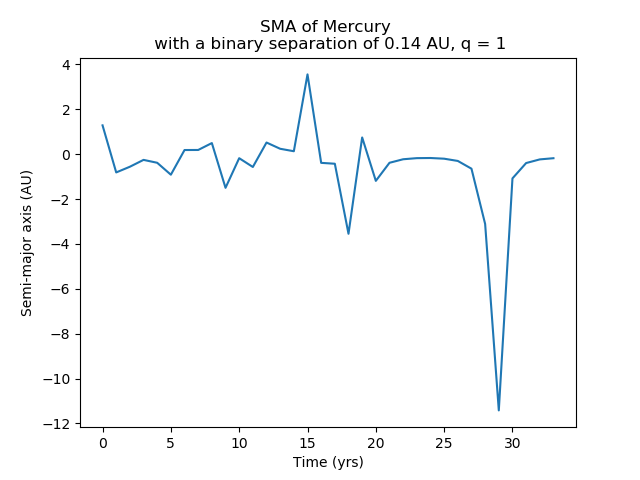 SMA of Mercury
with a binary separation of 0.14 AU, q = 1
4
2
0
−2
−4
−6
−8
−10
−12
Semi-major axis (AU)
0 5 10 15 20 25 30
Time (yrs)